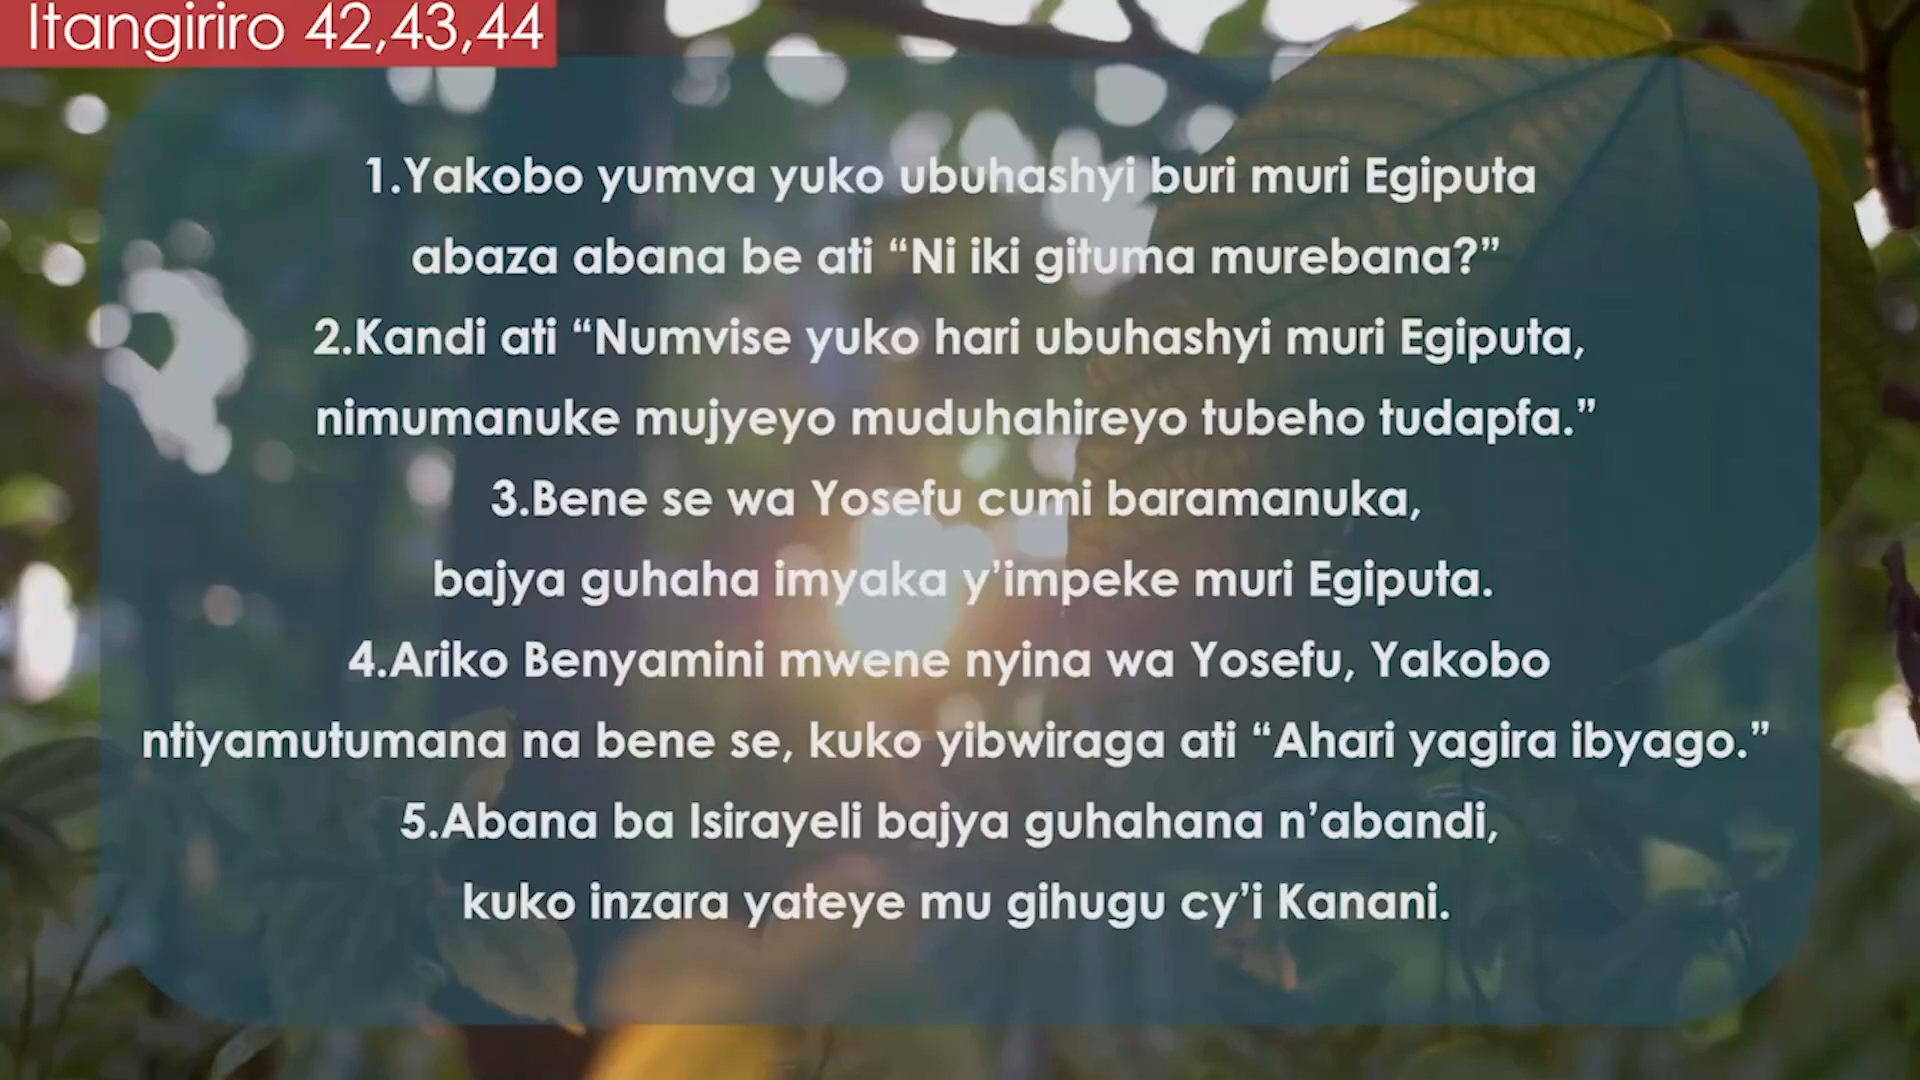 Itangiriro 42,43,44
1.Yakobo yumva yuko ubuhashyi buri muri Egiputa
abaza abana be ati “Ni iki gituma murebana?”
2.Kandi ati “Numvise yuko hari ubuhashyi muri Egiputa,
nimumanuke mujyeyo muduhahireyo tubeho tudapfa.”
3.Bene se wa Yosefu cumi baramanuka,
bajya guhaha imyaka y’impeke muri Egiputa.
4.Ariko Benyamini mwene nyina wa Yosefu, Yakobo
ntiyamutumana na bene se, kuko yibwiraga ati “Ahari yagira ibyago.”
5.Abana ba Isirayeli bajya guhahana n’abandi,
kuko inzara yateye mu gihugu cy’i Kanani.